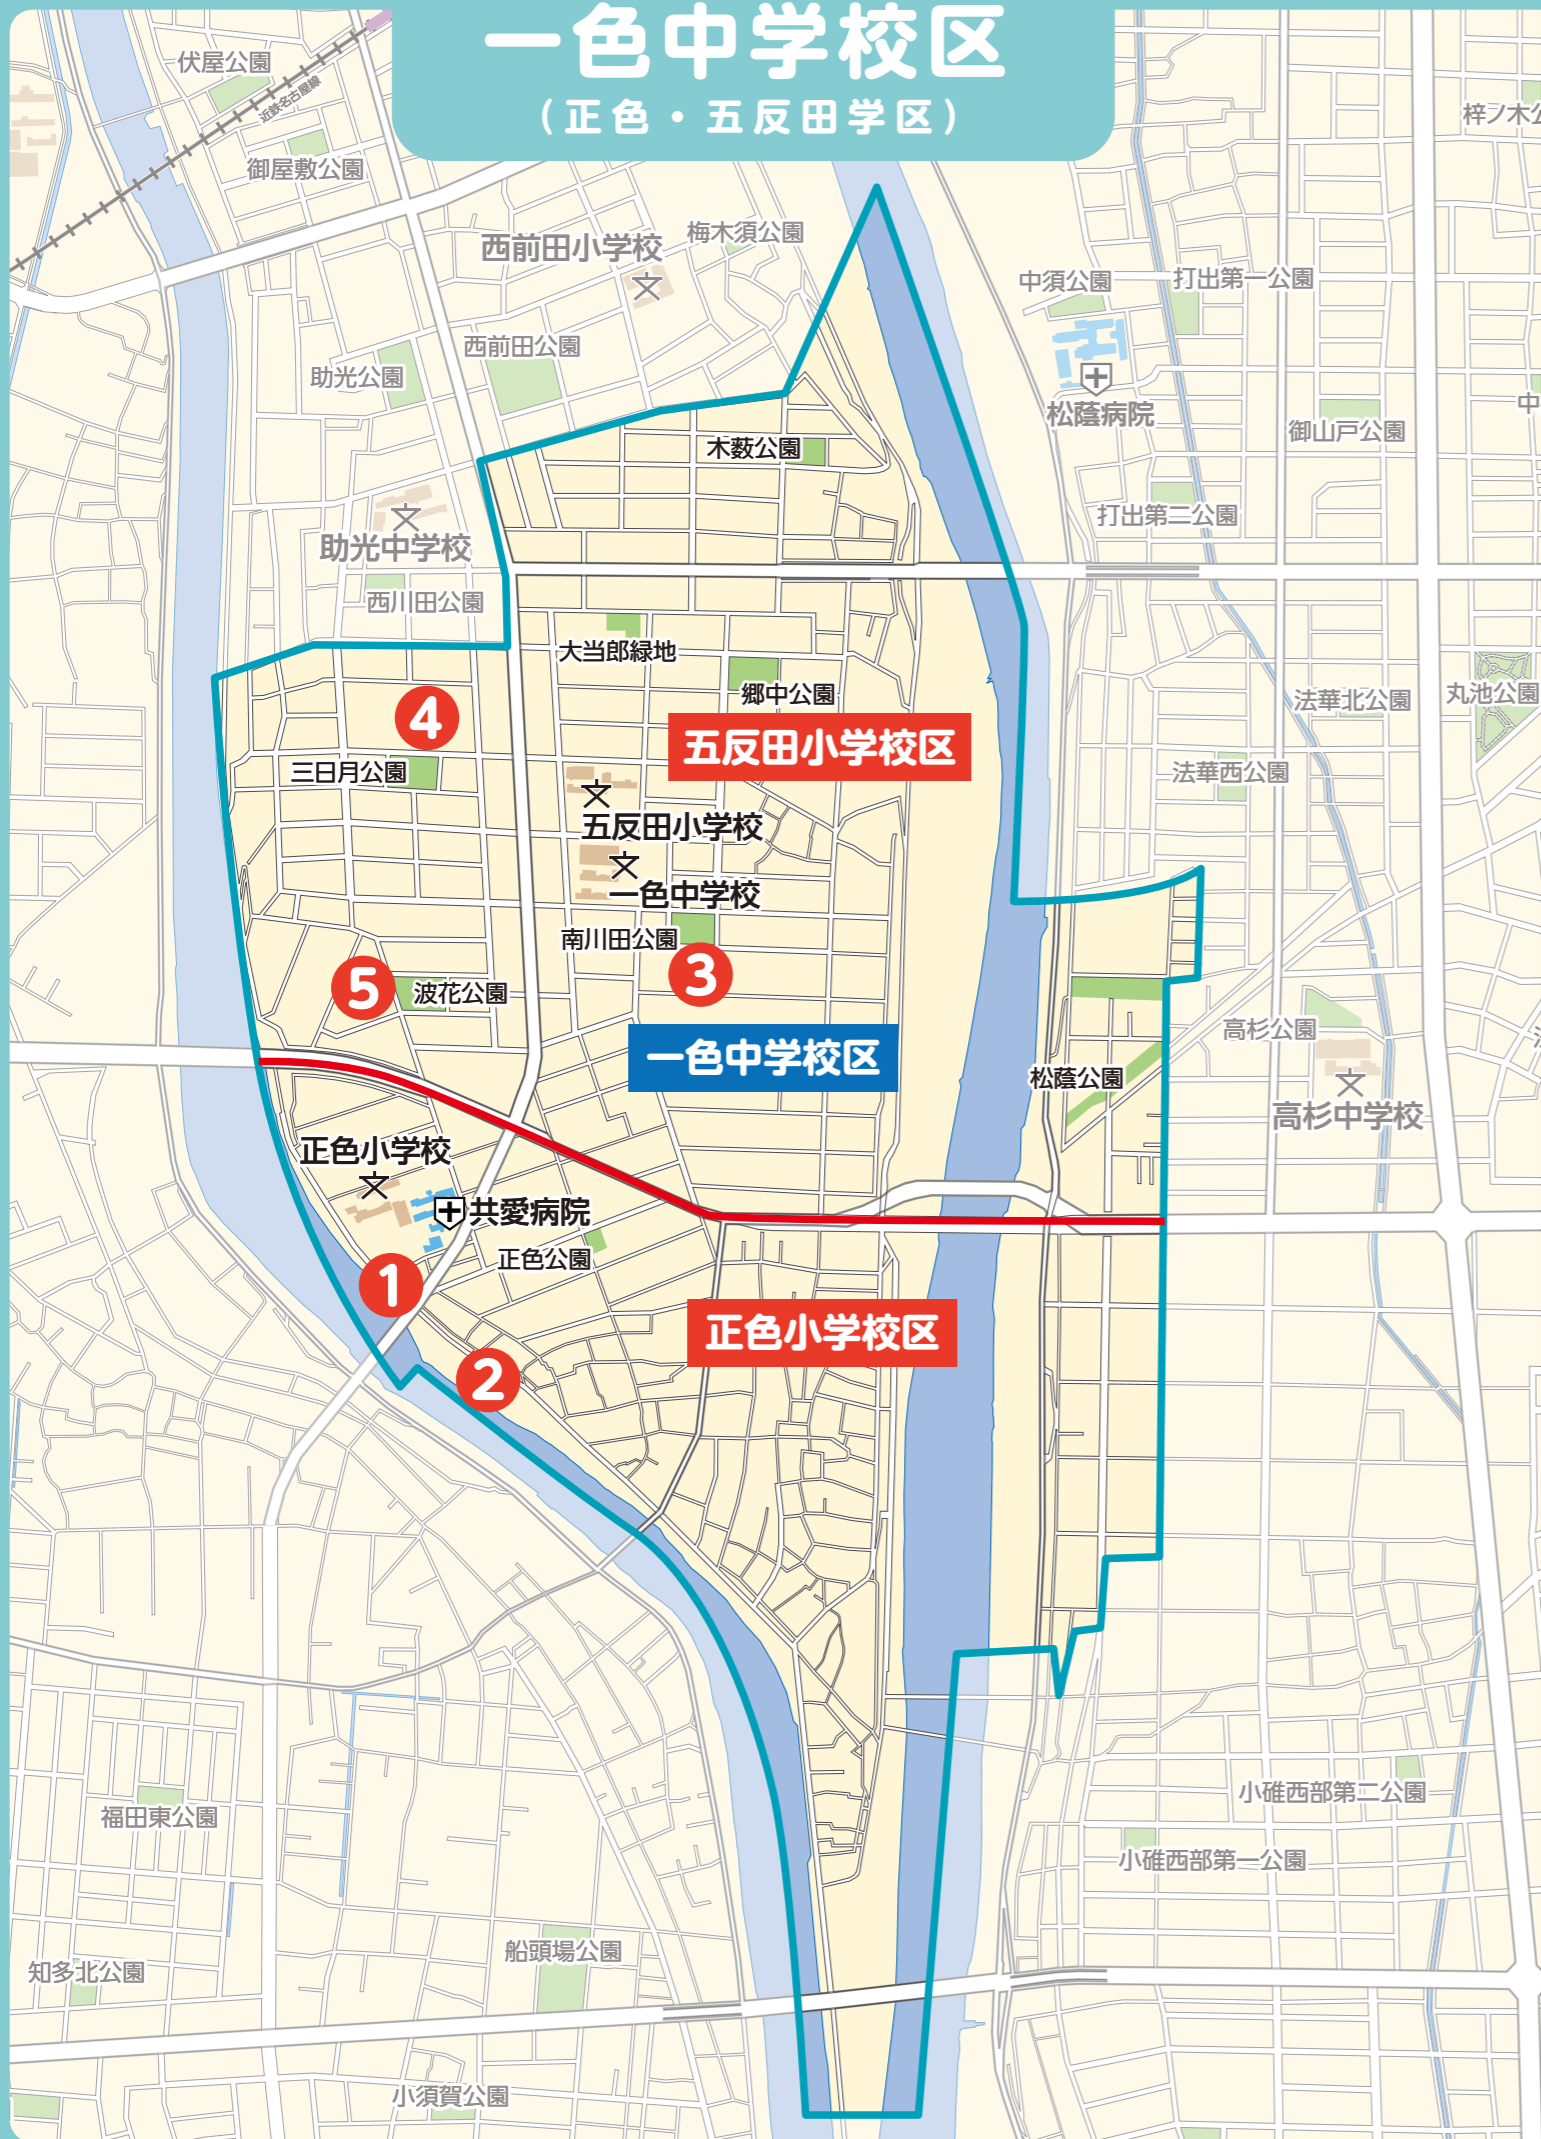 一色中学校区
(正色・五反田学区)
伏屋公園
近鉄名古屋線
御屋敷公園
梓ノ木公
西前田小学校
梅木須公園
中須公園
打出第一公園
西前田公園
助光公園
松蔭病院
中
御山戸公園
木薮公園
助光中学校
打出第二公園
西川田公園
大当郎緑地
郷中公園
法華北公園
丸池公園
4
五反田小学校区
三日月公園
法華西公園
五反田小学校
一色中学校
南川田公園
3
5
波花公園
高杉公園
一色中学校区
松蔭公園
高杉中学校
正色小学校
共愛病院
正色公園
1
正色小学校区
2
小碓西部第二公園
福田東公園
小碓西部第一公園
船頭場公園
知多北公園
小須賀公園